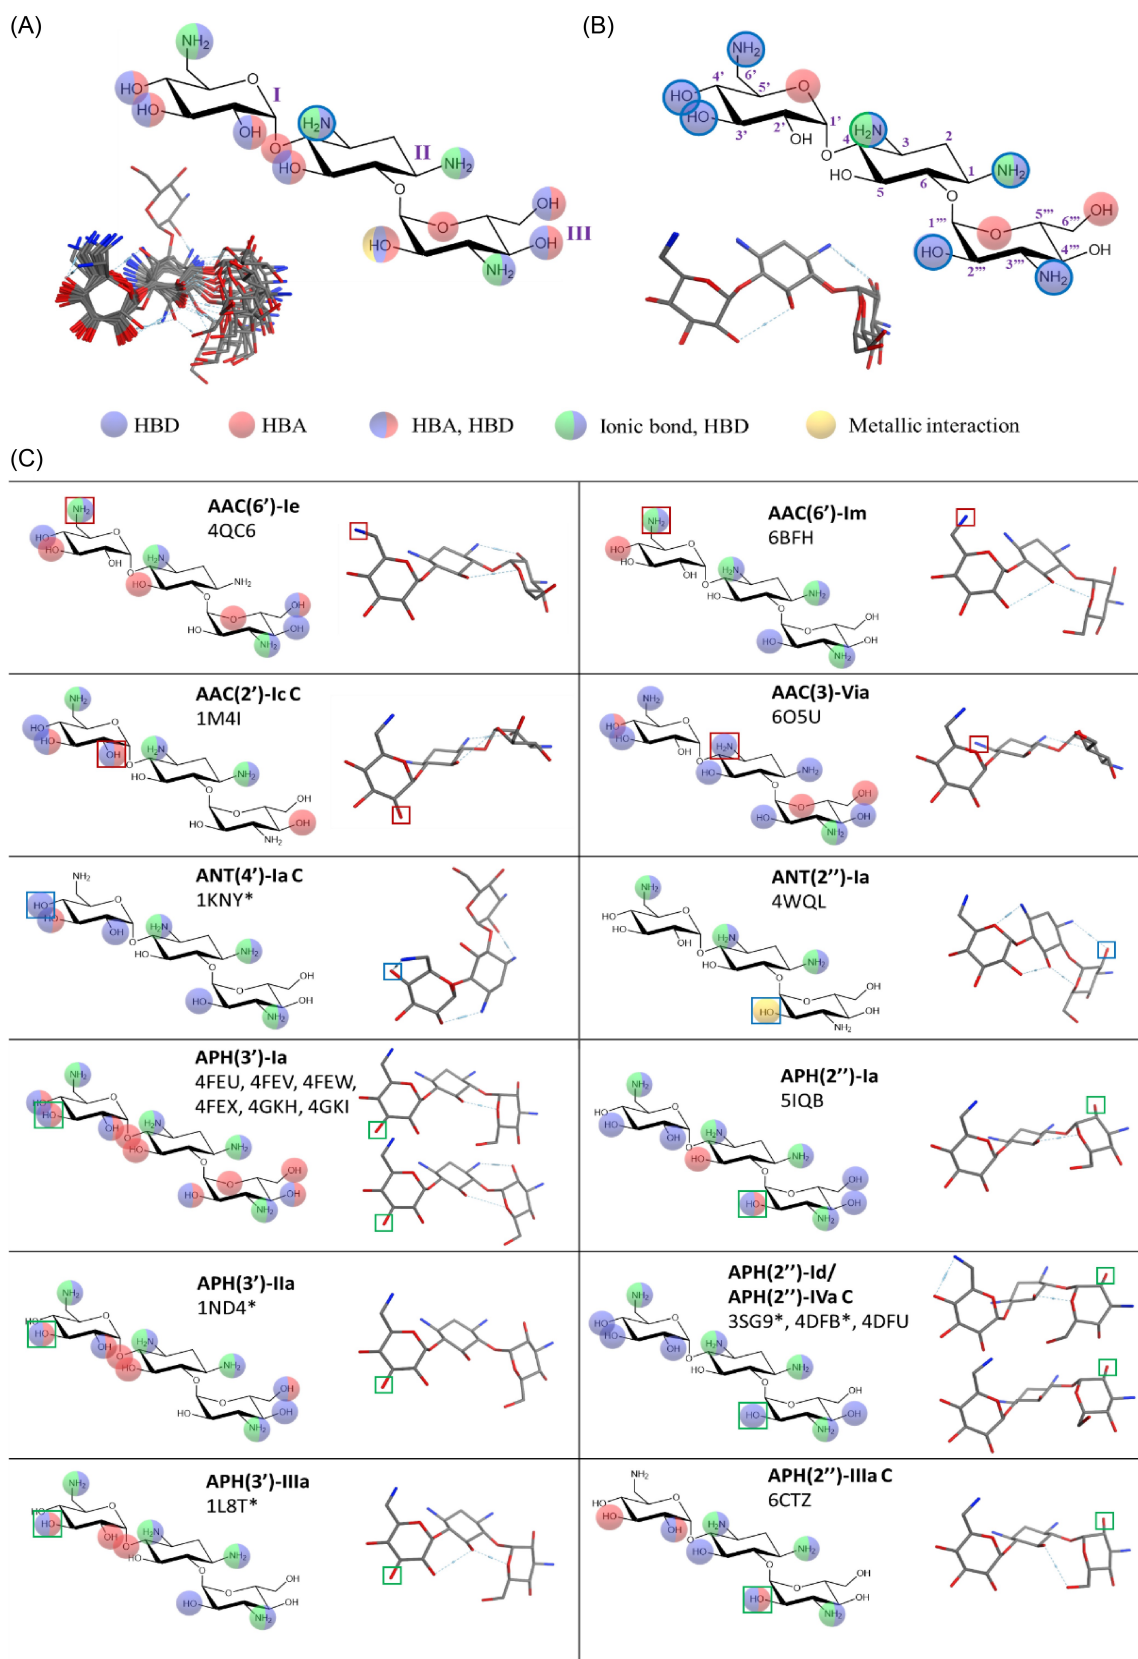 (A)
(B)
NH₂
HO
HO
O
I
OH
O
H₂N
HO
II
NH₂
O
O
HO
OH
OH
III
NH₂
NH₂
6'
4'
HO
5'
O
HO
3'
2'
1'
OH
H₂N
O
4
3
2
HO
5
6
1
NH₂
O
1'''
O
5'''
6'''
OH
HO
2'''
3'''
4'''
OH
NH₂
HBD
HBA
HBA, HBD
Ionic bond, HBD
Metallic interaction
(C)
AAC(6')-Ie
4QC6
AAC(6')-Im
6BFH
AAC(2')-Ic C
1M4I
AAC(3)-Via
6O5U
ANT(4')-Ia C
1KNY*
ANT(2'')-Ia
4WQL
APH(3')-Ia
4FEU, 4FEV, 4FEW,
4FEX, 4GKH, 4GKI
APH(2'')-Ia
5IQB
APH(3')-IIa
1ND4*
APH(2'')-Id/
APH(2'')-IVa C
3SG9*, 4DFB*, 4DFU
APH(3')-IIIa
1L8T*
APH(2'')-IIIa C
6CTZ